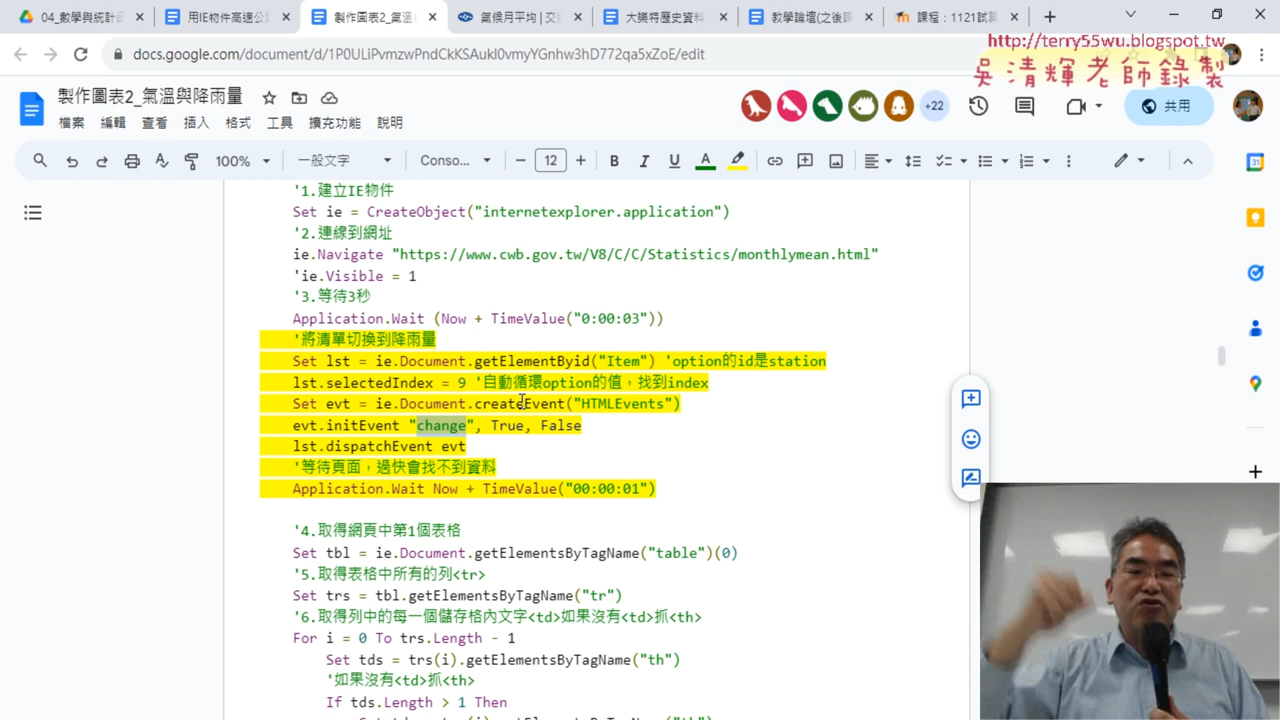 04_數學與統計函
用IE物件高速公路
製作圖表2_氣溫與
氣候月平均 | 交
大樂特歷史資料下
教學論壇(之後課
課程：1121試算
docs.google.com/document/d/1P0ULiPvmzwPndCkKSAukl0vmyYGnhw3hD772qa5xZoE/edit
http://terry55wu.blogspot.tw
吳清輝老師錄製
製作圖表2_氣溫與降雨量
檔案 編輯 查看 插入 格式 工具 擴充功能 說明
+22
共用
100% 一般文字 Conso... 12 B I U A
31
'1.建立IE物件
Set ie = CreateObject("internetexplorer.application")
'2.連線到網址
ie.Navigate "https://www.cwb.gov.tw/V8/C/C/Statistics/monthlymean.html"
'ie.Visible = 1
'3.等待3秒
Application.Wait (Now + TimeValue("0:00:03"))
'將清單切換到降雨量
Set lst = ie.Document.getElementByid("Item") 'option的id是station
lst.selectedIndex = 9 '自動循環option的值，找到index
Set evt = ie.Document.createEvent("HTMLEvents")
evt.initEvent "change", True, False
lst.dispatchEvent evt
'等待頁面，過快會找不到資料
Application.Wait Now + TimeValue("00:00:01")
'4.取得網頁中第1個表格
Set tbl = ie.Document.getElementsByTagName("table")(0)
'5.取得表格中所有的列<tr>
Set trs = tbl.getElementsByTagName("tr")
'6.取得列中的每一個儲存格內文字<td>如果沒有<td>抓<th>
For i = 0 To trs.Length - 1
Set tds = trs(i).getElementsByTagName("th")
'如果沒有<td>抓<th>
If tds.Length > 1 Then